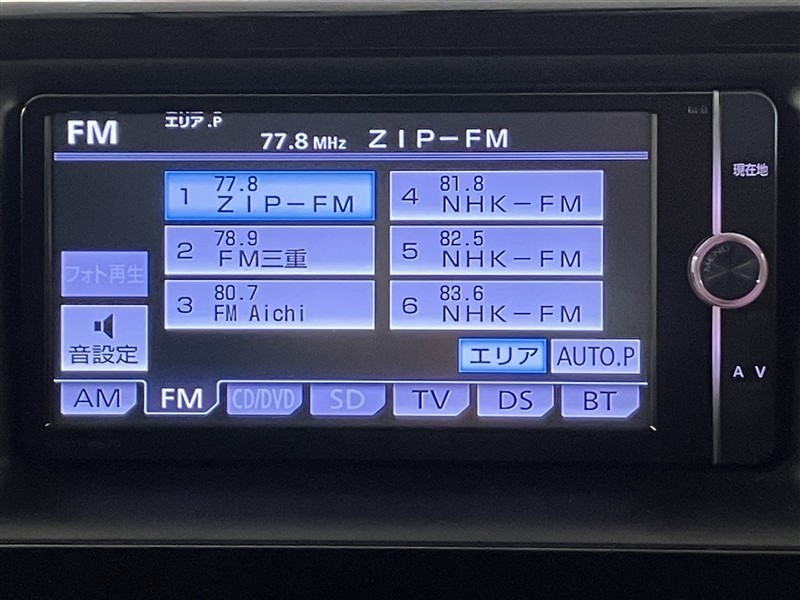 FM エリア.P
77.8 MHz ZIP-FM
現在地
1 77.8 ZIP-FM
4 81.8 NHK-FM
2 78.9 FM三重
5 82.5 NHK-FM
3 80.7 FM Aichi
6 83.6 NHK-FM
フォト再生
MENU
音設定
エリア AUTO.P
A V
AM FM CD/DVD SD TV DS BT